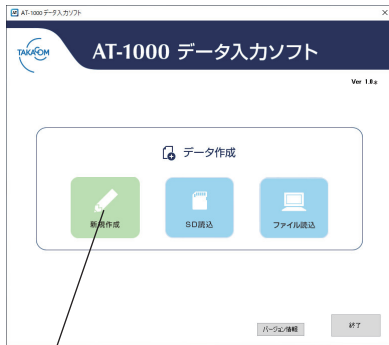 AT-1000 データ入力ソフト
TAKACOM
AT-1000 データ入力ソフト
Ver 1.0.x
データ作成
新規作成
SD読込
ファイル読込
バージョン情報
終了